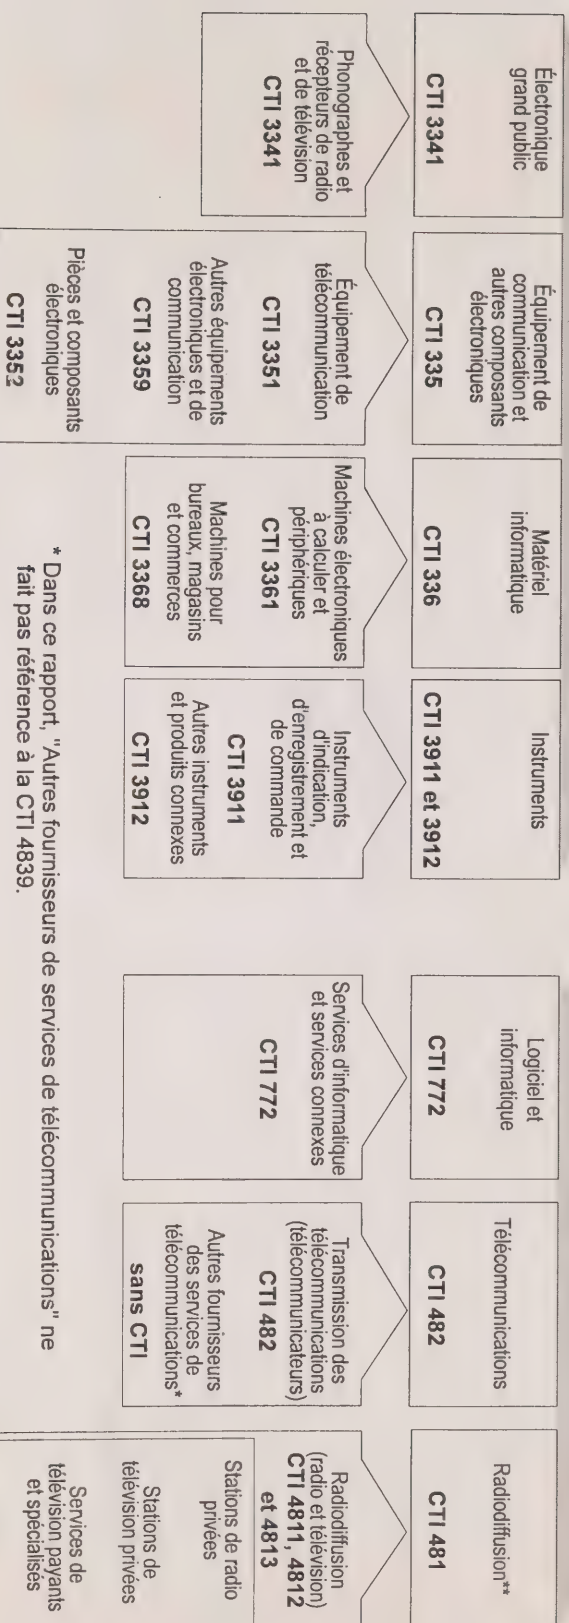 Électronique
grand public
CTI 3341
Phonographes et
récepteurs de radio
et de télévision
CTI 3341
Équipement de
communication et
autres composants
électroniques
CTI 335
Équipement de
télécommunication
CTI 3351
Autres équipements
électroniques et de
communication
CTI 3359
Pièces et composants
électroniques
CTI 3352
Matériel
informatique
CTI 336
Machines électroniques
à calculer et
périphériques
CTI 3361
Machines pour
bureaux, magasins
et commerces
CTI 3368
Instruments
CTI 3911 et 3912
Instruments
d'indication,
d'enregistrement et
de commande
CTI 3911
Autres instruments
et produits connexes
CTI 3912
Logiciel et
informatique
CTI 772
Services d'informatique
et services connexes
CTI 772
Télécommunications
CTI 482
Transmission des
télécommunications
(télécommunicateurs)
CTI 482
Autres fournisseurs
des services de
télécommunications*
sans CTI
Radiodiffusion**
CTI 481
Radiodiffusion
(radio et télévision)
CTI 4811, 4812
et 4813
Stations de radio
privées
Stations de
télévision privées
Services de
télévision payants
et spécialisés
* Dans ce rapport, "Autres fournisseurs de services de télécommunications" ne
fait pas référence à la CTI 4839.